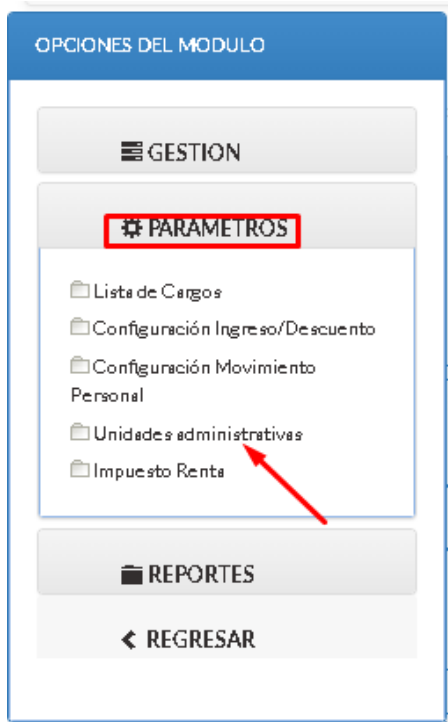 OPCIONES DEL MODULO
GESTION
PARAMETROS
Lista de Cargos
Configuración Ingreso/Descuento
Configuración Movimiento
Personal
Unidades administrativas
Impuesto Renta
REPORTES
REGRESAR